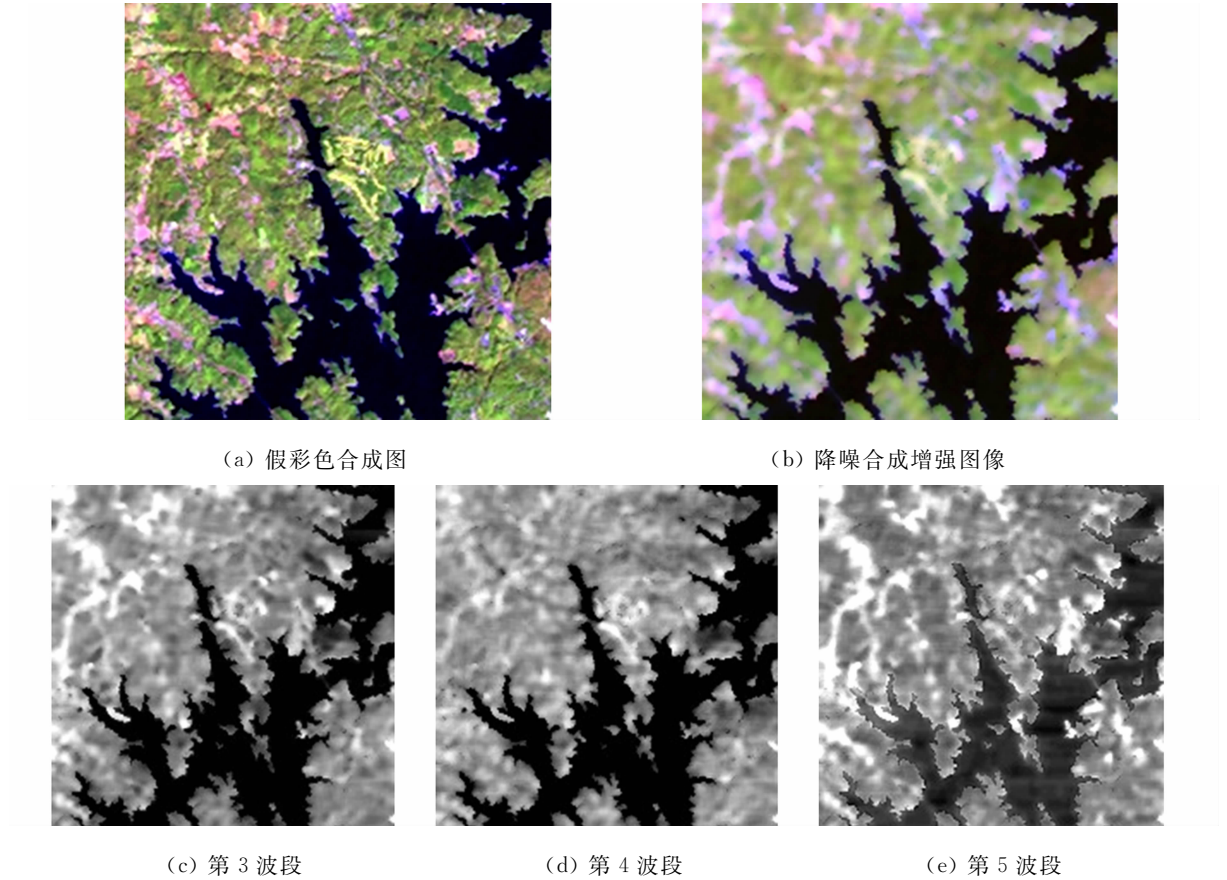 (a) 假彩色合成图
(b) 降噪合成增强图像
(c) 第 3 波段
(d) 第 4 波段
(e) 第 5 波段